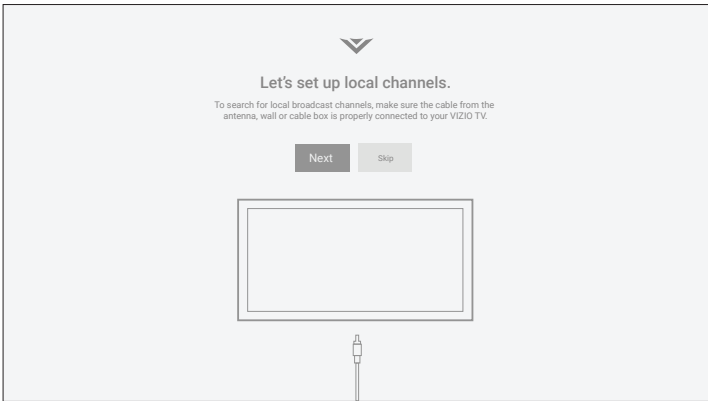 Let's set up local channels.
To search for local broadcast channels, make sure the cable from the
antenna, wall or cable box is properly connected to your VIZIO TV.
Next
Skip